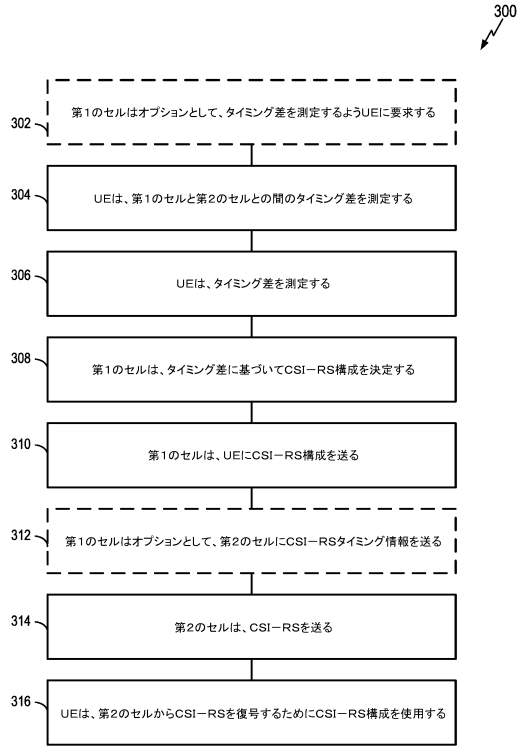 300
302
第1のセルはオプションとして、タイミング差を測定するようUEに要求する
304
UEは、第1のセルと第2のセルとの間のタイミング差を測定する
306
UEは、タイミング差を測定する
308
第1のセルは、タイミング差に基づいてCSI-RS構成を決定する
310
第1のセルは、UEにCSI-RS構成を送る
312
第1のセルはオプションとして、第2のセルにCSI-RSタイミング情報を送る
314
第2のセルは、CSI-RSを送る
316
UEは、第2のセルからCSI-RSを復号するためにCSI-RS構成を使用する